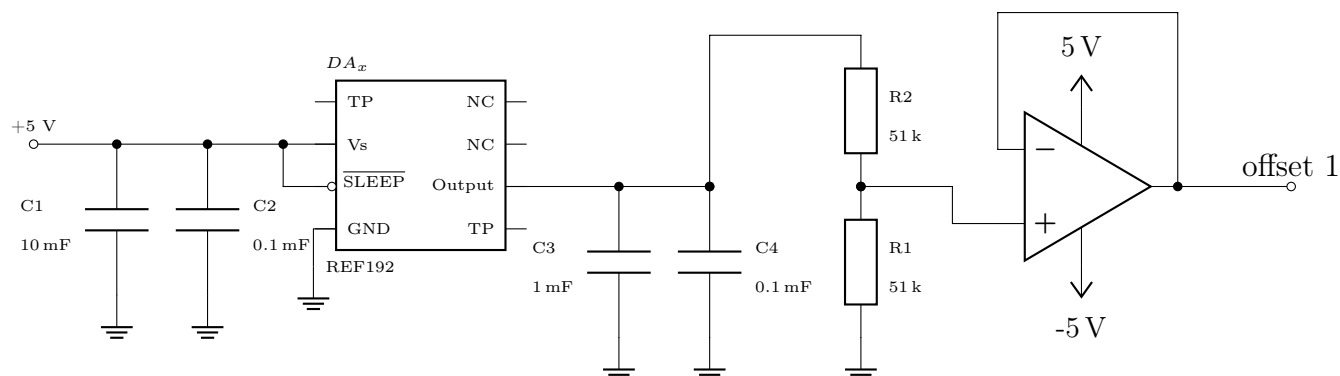 +5 V
C1
10 mF
C2
0.1 mF
DAx
TP
Vs
SLEEP
GND
NC
NC
Output
TP
REF192
C3
1 mF
C4
0.1 mF
R2
51 k
R1
51 k
5 V
−
+
-5 V
offset 1